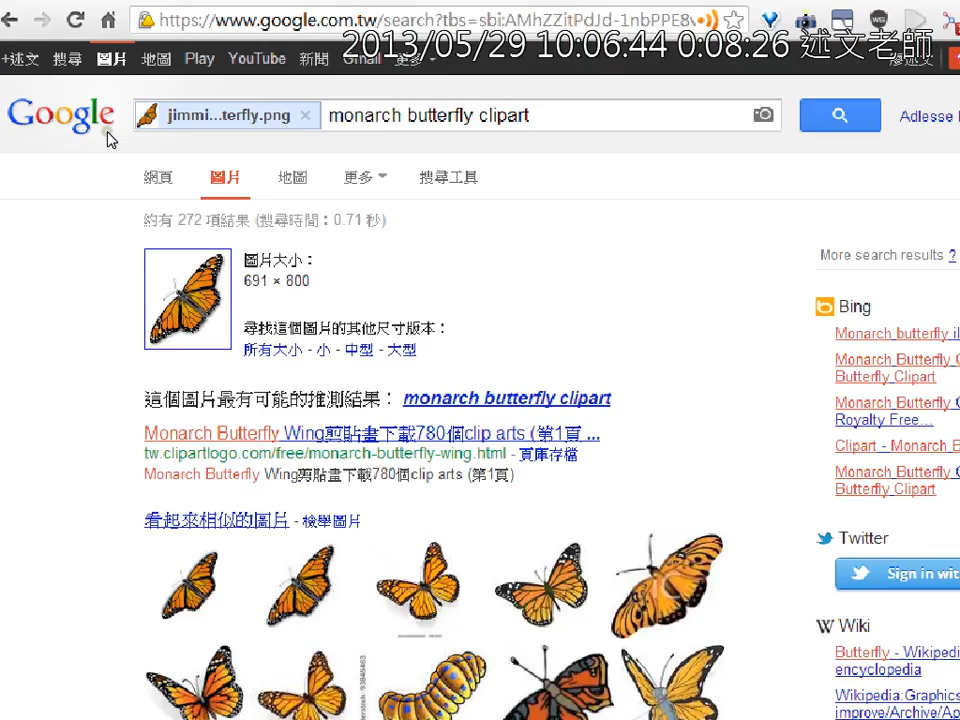 https://www.google.com.tw/search?tbs=sbi:AMhZZitPdJd-1nbPPE8
2013/05/29 10:06:44 0:08:26 述文老師
+述文 搜尋 圖片 地圖 Play YouTube 新聞 Gmail 更多
Google jimmi...terfly.png × monarch butterfly clipart Adlesse
網頁 圖片 地圖 更多 搜尋工具
約有 272 項結果 (搜尋時間：0.71 秒)
圖片大小：
691 × 800
尋找這個圖片的其他尺寸版本：
所有大小 - 小 - 中型 - 大型
這個圖片最有可能的推測結果： monarch butterfly clipart
Monarch Butterfly Wing剪貼畫下載780個clip arts (第1頁 ...
tw.clipartlogo.com/free/monarch-butterfly-wing.html - 頁庫存檔
Monarch Butterfly Wing剪貼畫下載780個clip arts (第1頁)
看起來相似的圖片 - 檢舉圖片
More search results ?
Bing
Monarch butterfly il
Monarch Butterfly
Butterfly Clipart
Monarch Butterfly
Royalty Free...
Clipart - Monarch B
Monarch Butterfly
Butterfly Clipart
Twitter
Sign in wit
W Wiki
Butterfly - Wikipedi
encyclopedia
Wikipedia:Graphics
improve/Archive/Ap